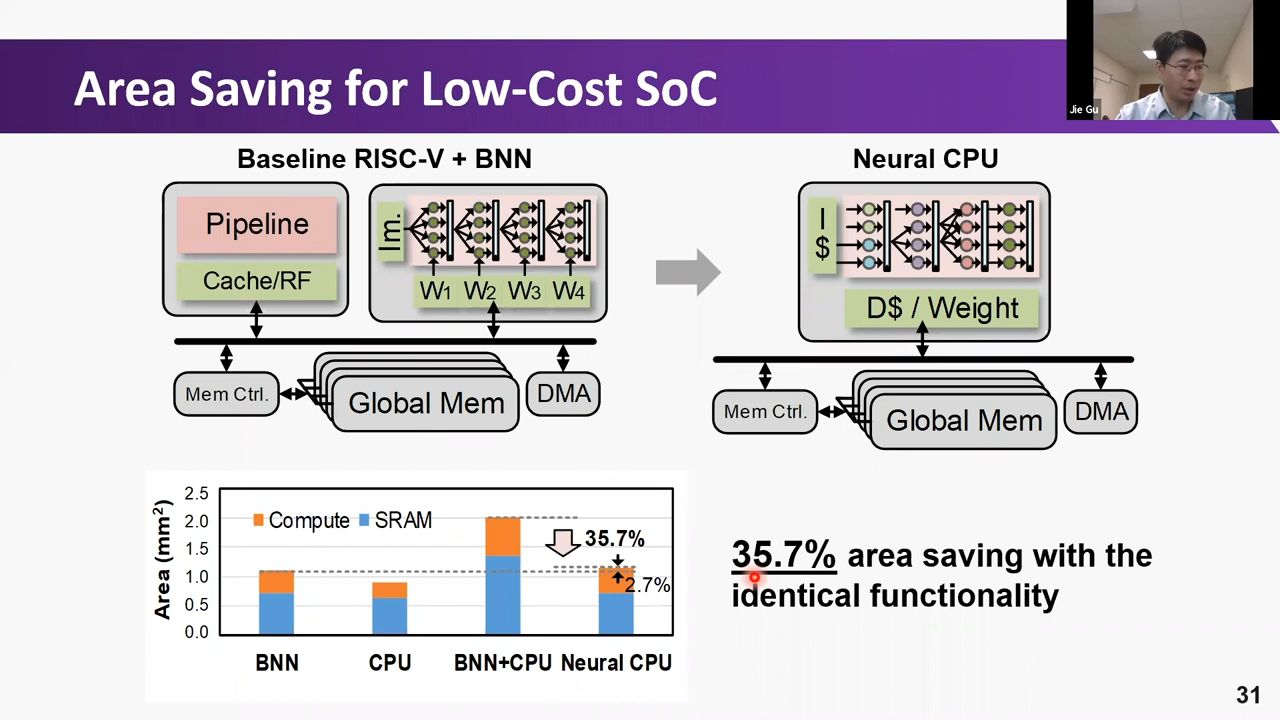 Area Saving for Low-Cost SoC
Jie Gu
Baseline RISC-V + BNN
Neural CPU
Pipeline
Cache/RF
Im.
W1 W2 W3 W4
I
$
D$ / Weight
Mem Ctrl.
Global Mem
DMA
Mem Ctrl.
Global Mem
DMA
Area (mm²)
2.5
2.0
1.5
1.0
0.5
0.0
Compute
SRAM
35.7%
2.7%
BNN
CPU
BNN+CPU
Neural CPU
35.7% area saving with the
identical functionality
31